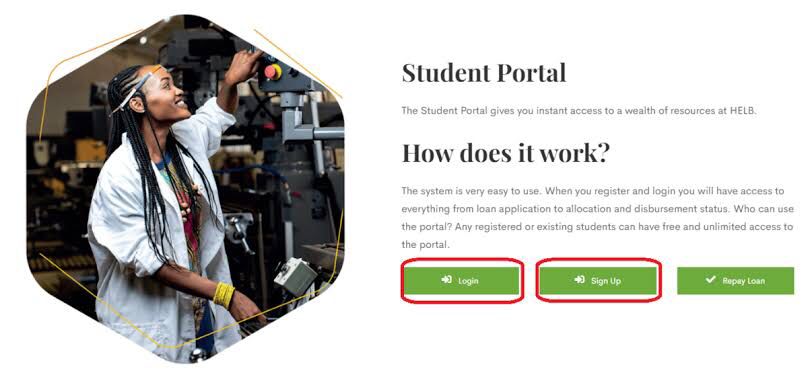 Student Portal
The Student Portal gives you instant access to a wealth of resources at HELB.
How does it work?
The system is very easy to use. When you register and login you will have access to
everything from loan application to allocation and disbursement status. Who can use
the portal? Any registered or existing students can have free and unlimited access to
the portal.
Login
Sign Up
Repay Loan